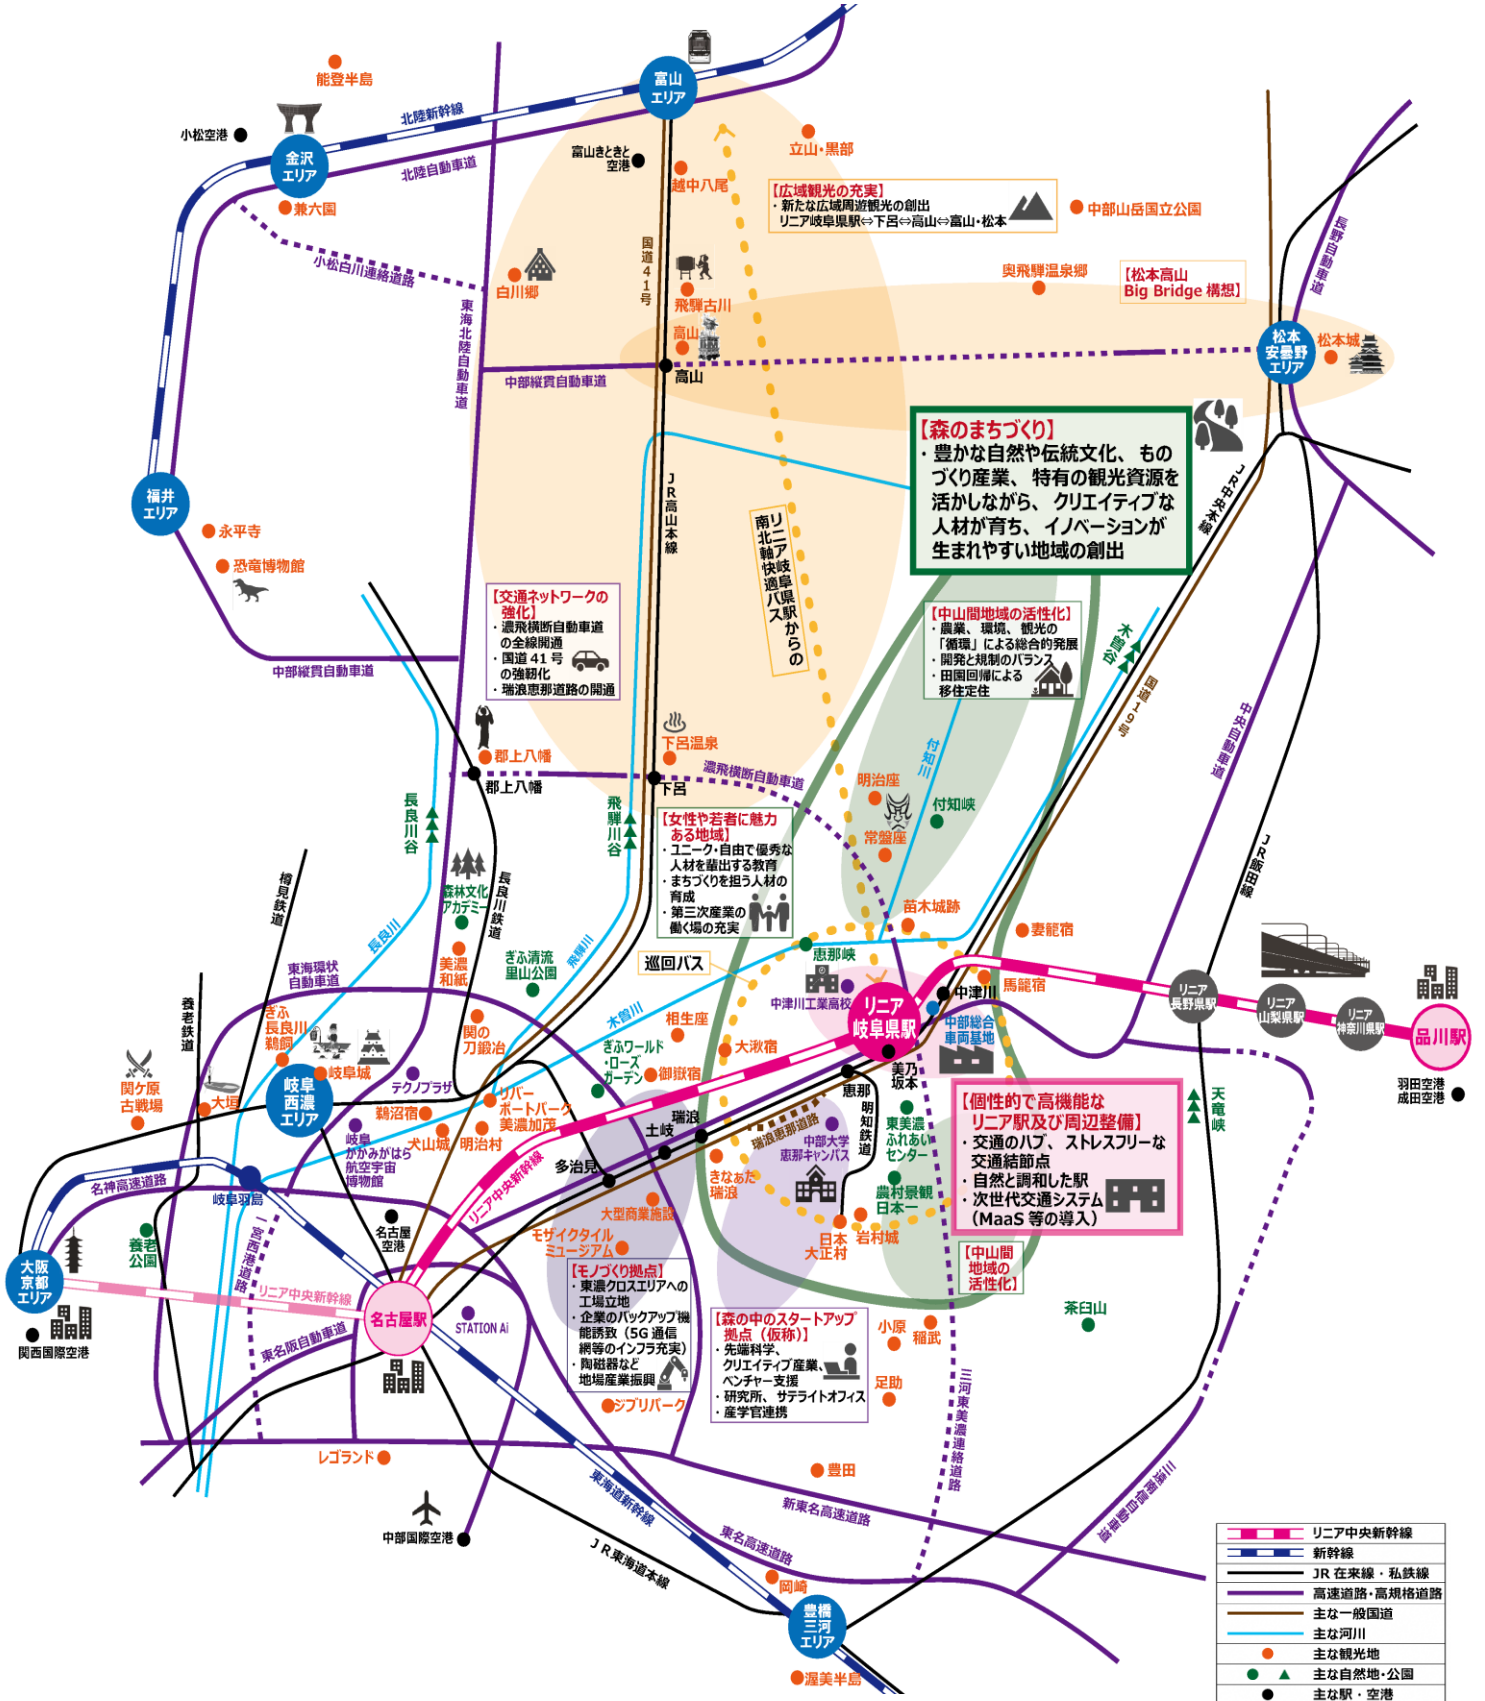 能登半島
小松空港
金沢
エリア
兼六園
北陸新幹線
北陸自動車道
小松白川連絡道路
富山
エリア
富山きときと
空港
越中八尾
立山・黒部
【広域観光の充実】
・新たな広域周遊観光の創出
リニア岐阜県駅⇔下呂⇔高山⇔富山・松本
中部山岳国立公園
奥飛騨温泉郷
【松本高山
Big Bridge 構想】
長野自動車道
松本
安曇野
エリア
松本城
白川郷
国道41号
飛騨古川
高山
高山
東海北陸自動車道
中部縦貫自動車道
福井
エリア
永平寺
恐竜博物館
中部縦貫自動車道
JR高山本線
リニア岐阜県駅からの
南北軸快適バス
【森のまちづくり】
・豊かな自然や伝統文化、もの
づくり産業、特有の観光資源を
活かしながら、クリエイティブな
人材が育ち、イノベーションが
生まれやすい地域の創出
JR中央本線
【交通ネットワークの
強化】
・濃飛横断自動車道
の全線開通
・国道41号
の強靭化
・瑞浪恵那道路の開通
【中山間地域の活性化】
・農業、環境、観光の
「循環」による総合的発展
・開発と規制のバランス
・田園回帰による
移住定住
木曽谷
国道19号
中央自動車道
JR飯田線
付知川
郡上八幡
郡上八幡
下呂温泉
下呂
濃飛横断自動車道
明治座
付知峡
常盤座
長良川谷
飛騨川谷
【女性や若者に魅力
ある地域】
・ユニーク・自由で優秀な
人材を輩出する教育
・まちづくりを担う人材の
育成
・第三次産業の
働く場の充実
樽見鉄道
森林文化
アカデミー
長良川鉄道
長良川
飛騨川
美濃
和紙
ぎふ清流
里山公園
苗木城跡
妻籠宿
恵那峡
巡回バス
東海環状
自動車道
養老鉄道
ぎふ
長良川
鵜飼
関の
刀鍛冶
木曽川
相生座
大湫宿
中津川工業高校
リニア
岐阜県駅
中津川
馬籠宿
中部総合
車両基地
美乃
坂本
リニア
長野県駅
リニア
山梨県駅
リニア
神奈川県駅
品川駅
羽田空港
成田空港
関ケ原
古戦場
大垣
岐阜城
岐阜
西濃
エリア
テクノプラザ
鵜沼宿
リバー
ポートパーク
美濃加茂
犬山城
明治村
ぎふワールド
・ローズ
ガーデン
御嵩宿
岐阜
かかみがはら
航空宇宙
博物館
瑞浪
土岐
多治見
瑞浪恵那道路
恵那
明知鉄道
中部大学
恵那キャンパス
東美濃
ふれあい
センター
農村景観
日本一
【個性的で高機能な
リニア駅及び周辺整備】
・交通のハブ、ストレスフリーな
交通結節点
・自然と調和した駅
・次世代交通システム
（MaaS 等の導入）
天竜峡
名神高速道路
岐阜羽島
リニア中央新幹線
きなぁた
瑞浪
大型商業施設
モザイクタイル
ミュージアム
日本
大正村
岩村城
養老
公園
一宮西港道路
名古屋
空港
大阪
京都
エリア
関西国際空港
リニア中央新幹線
名古屋駅
東名阪自動車道
STATION Ai
【モノづくり拠点】
・東濃クロスエリアへの
工場立地
・企業のバックアップ機
能誘致（5G 通信
網等のインフラ充実）
・陶磁器など
地場産業振興
【森の中のスタートアップ
拠点（仮称）】
・先端科学、
クリエイティブ産業、
ベンチャー支援
・研究所、サテライトオフィス
・産学官連携
【中山間
地域の
活性化】
茶臼山
小原
稲武
足助
ジブリパーク
レゴランド
豊田
三河東美濃連絡道路
三遠南信自動車道
中部国際空港
東海道新幹線
JR東海道本線
新東名高速道路
東名高速道路
岡崎
豊橋
三河
エリア
渥美半島
リニア中央新幹線
新幹線
JR 在来線・私鉄線
高速道路・高規格道路
主な一般国道
主な河川
主な観光地
主な自然地・公園
主な駅・空港